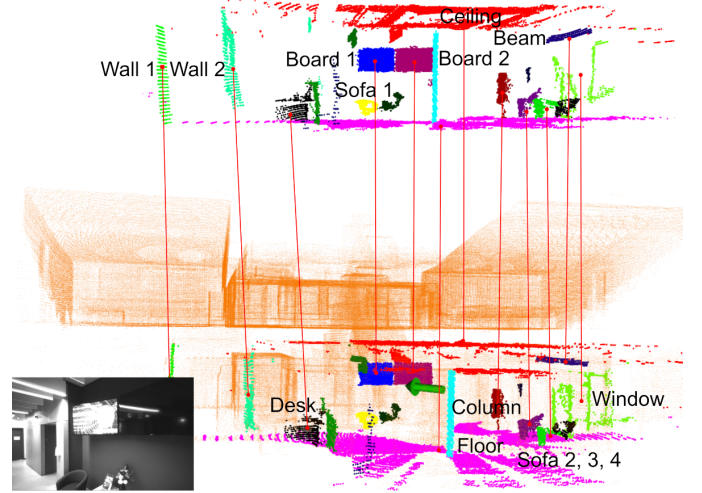 Ceiling
Beam
Wall 1
Wall 2
Board 1
Board 2
Sofa 1
Desk
Column
Window
Floor
Sofa 2, 3, 4